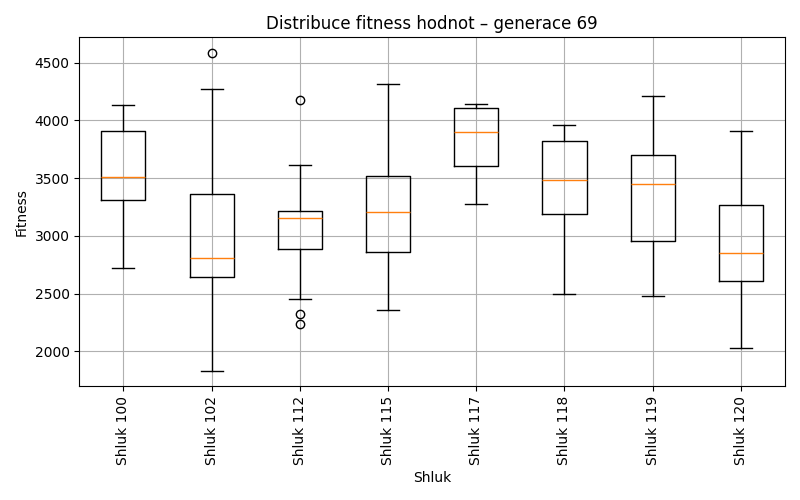 Distribuce fitness hodnot – generace 69
Fitness
4500
4000
3500
3000
2500
2000
Shluk 100
Shluk 102
Shluk 112
Shluk 115
Shluk 117
Shluk 118
Shluk 119
Shluk 120
Shluk